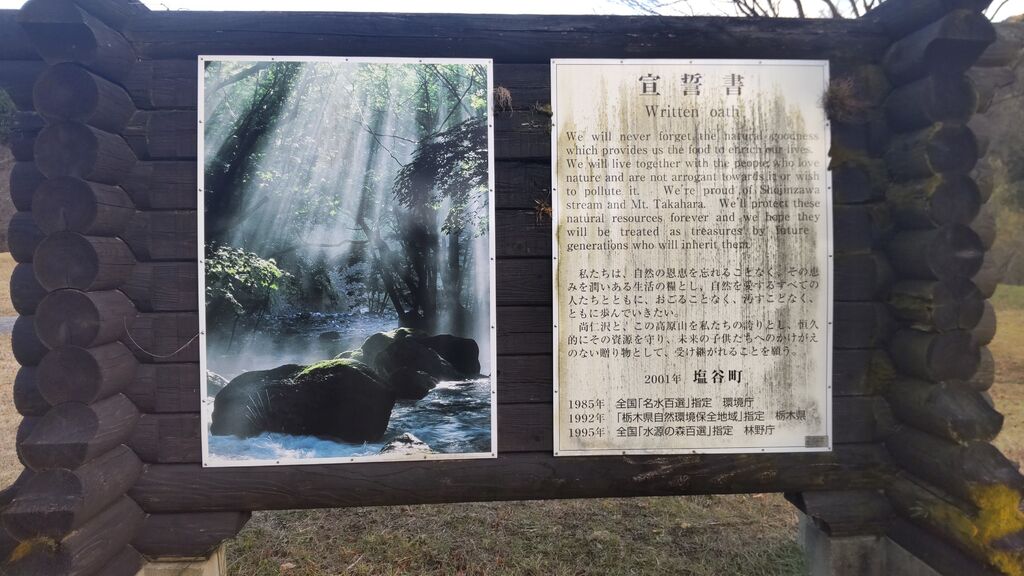 宣誓書
Written oath
We will never forget the natural goodness
which provides us the food to enrich our lives.
We will live together with the people who love
nature and are not arrogant towards it or wish
to pollute it. We're proud of Shojinzawa
stream and Mt. Takahara. We'll protect these
natural resources forever and we hope they
will be treated as treasures by future
generations who will inherit them
私たちは、自然の恩恵を忘れることなく、その恵
みを潤いある生活の糧とし、自然を愛するすべての
人たちとともに、おごることなく、汚すことなく、
ともに歩んでいきたい。
尚仁沢と、この高原山を私たちの誇りとし、恒久
的にその資源を守り、未来の子供たちへのかけがえ
のない贈り物として、受け継がれることを願う。
2001年 塩谷町
1985年 全国「名水百選」指定 環境庁
1992年 「栃木県自然環境保全地域」指定 栃木県
1995年 全国「水源の森百選」指定 林野庁